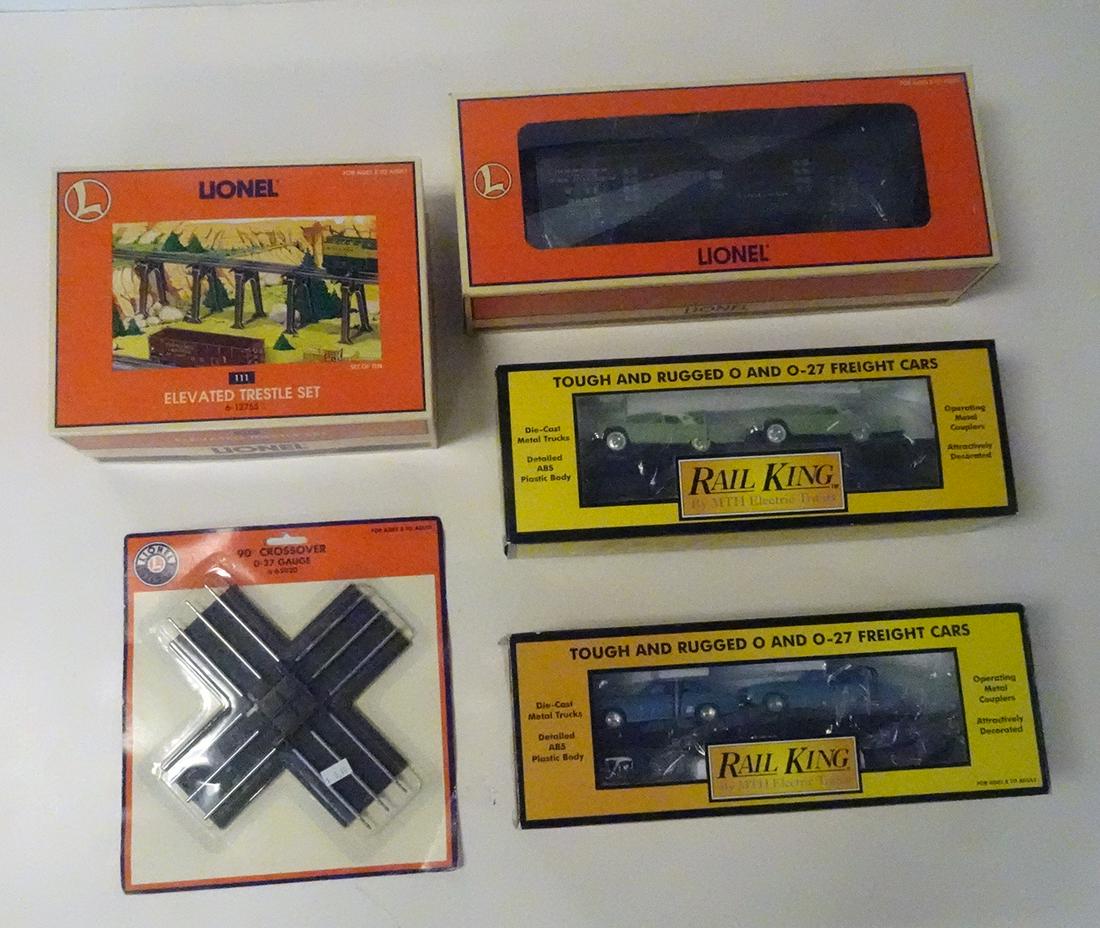 L
LIONEL
FOR AGES 8 TO ADULT
SET OF TEN
111
ELEVATED TRESTLE SET
6-12755
LIONEL
L
LIONEL
LIONEL
TOUGH AND RUGGED O AND O-27 FREIGHT CARS
Die-Cast
Metal Trucks
Detailed
ABS
Plastic Body
Operating
Metal
Couplers
Attractively
Decorated
RAIL KING™
By MTH Electric Trains
LIONEL
L
90° CROSSOVER
0-27 GAUGE
FOR AGES 8 TO ADULT
TOUGH AND RUGGED O AND O-27 FREIGHT CARS
Die-Cast
Metal Trucks
Detailed
ABS
Plastic Body
Operating
Metal
Couplers
Attractively
Decorated
RAIL KING
By MTH Electric Trains
FOR AGES 8 TO ADULT